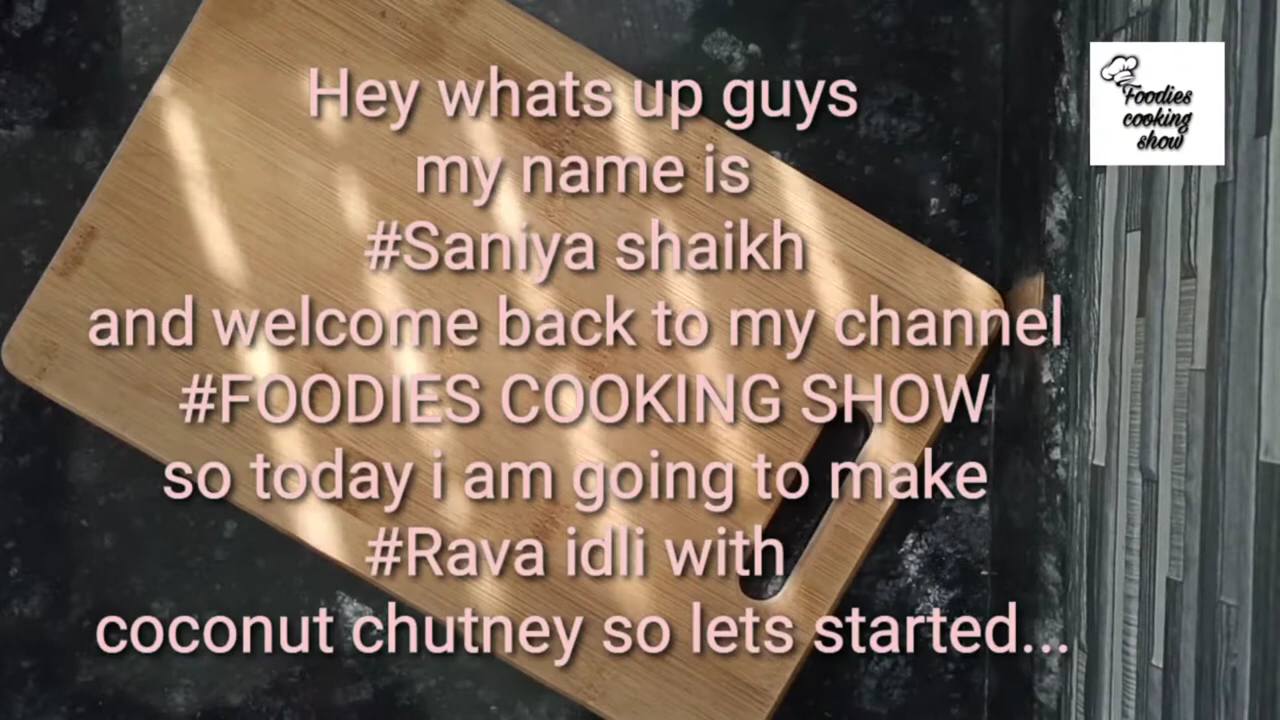 Hey whats up guys
my name is
#Saniya shaikh
and welcome back to my channel
#FOODIES COOKING SHOW
so today i am going to make
#Rava idli with
coconut chutney so lets started...
Foodies
cooking
show